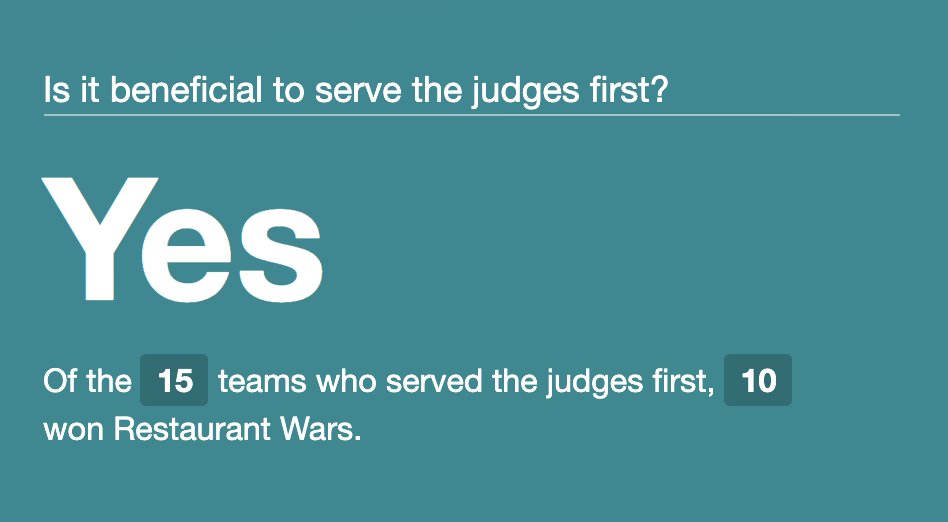 Is it beneficial to serve the judges first?
Yes
Of the 15 teams who served the judges first, 10
won Restaurant Wars.